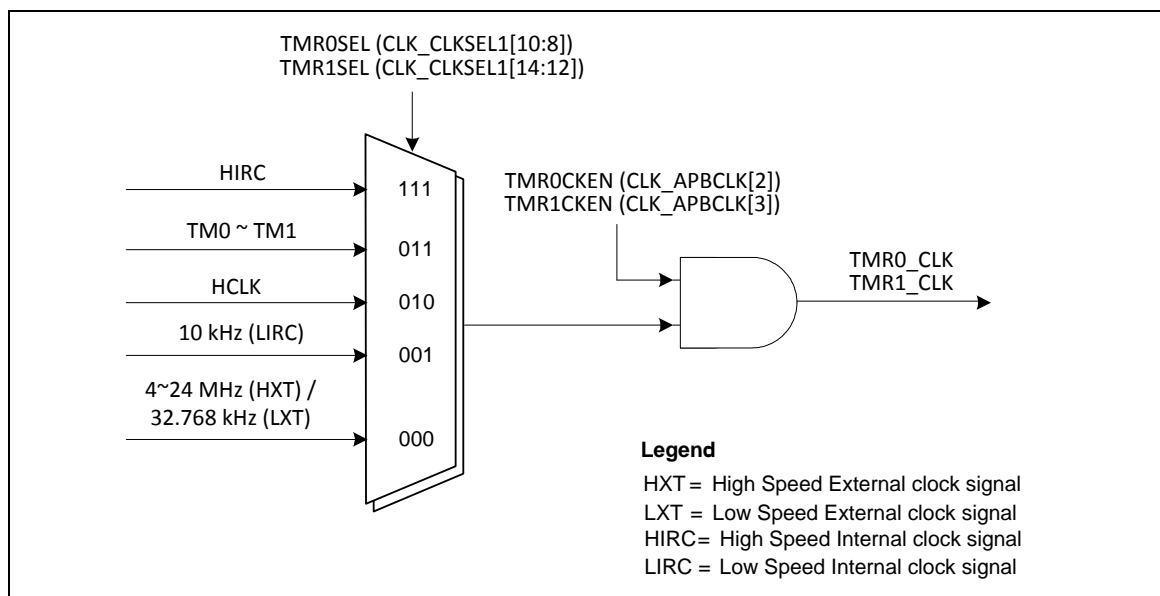 TMR0SEL (CLK_CLKSEL1[10:8])
TMR1SEL (CLK_CLKSEL1[14:12])
HIRC
111
TMR0CKEN (CLK_APBCLK[2])
TMR1CKEN (CLK_APBCLK[3])
TM0 ~ TM1
011
TMR0_CLK
TMR1_CLK
HCLK
010
10 kHz (LIRC)
001
4~24 MHz (HXT) /
32.768 kHz (LXT)
000
Legend
HXT = High Speed External clock signal
LXT = Low Speed External clock signal
HIRC= High Speed Internal clock signal
LIRC = Low Speed Internal clock signal